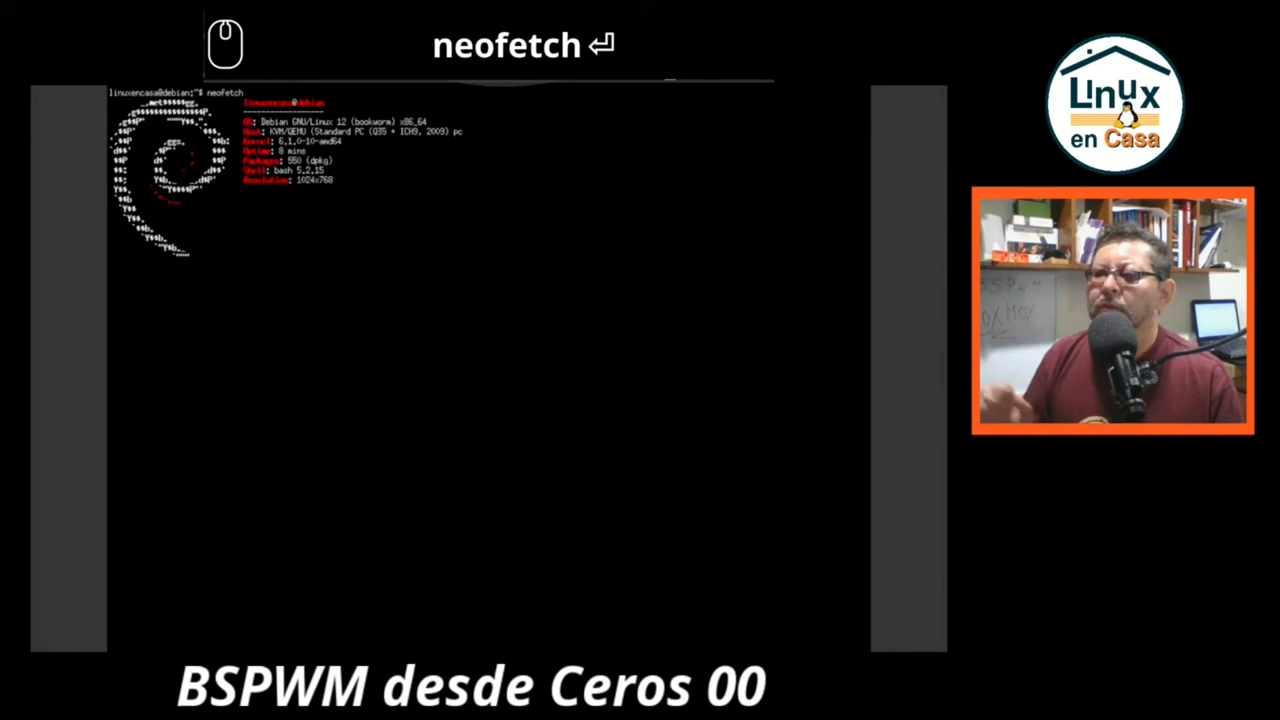 neofetch ⏎
linuxencasa@debian:~$ neofetch
linuxencasa@debian
OS: Debian GNU/Linux 12 (bookworm) x86_64
Host: KVM/QEMU (Standard PC (Q35 + ICH9, 2009) pc
Kernel: 6.1.0-10-amd64
Uptime: 8 mins
Packages: 550 (dpkg)
Shell: bash 5.2.15
Resolution: 1024x768
Linux
en Casa
BSPWM
BSPWM desde Ceros 00